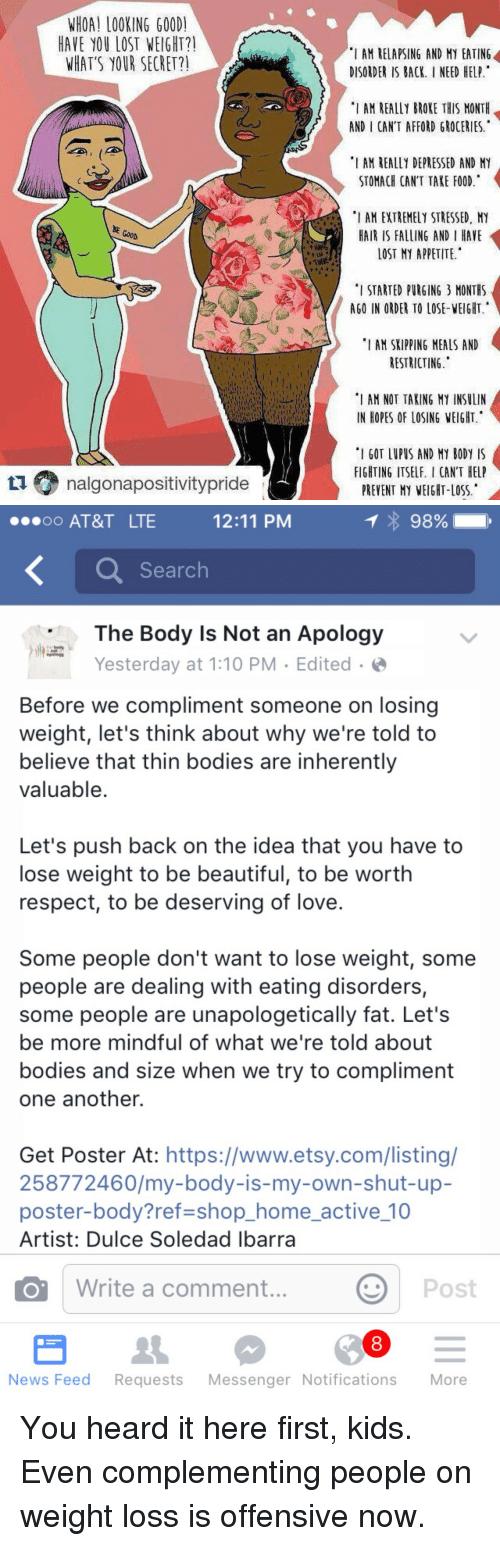 WHOA! LOOKING GOOD!
HAVE YOU LOST WEIGHT?!
WHAT'S YOUR SECRET?!
"I AM RELAPSING AND MY EATING
DISORDER IS BACK. I NEED HELP."
"I AM REALLY BROKE THIS MONTH
AND I CAN'T AFFORD GROCERIES."
"I AM REALLY DEPRESSED AND MY
STOMACH CAN'T TAKE FOOD."
"I AM EXTREMELY STRESSED, MY
HAIR IS FALLING AND I HAVE
LOST MY APPETITE."
"I STARTED PURGING 3 MONTHS
AGO IN ORDER TO LOSE-WEIGHT."
"I AM SKIPPING MEALS AND
RESTRICTING."
"I AM NOT TAKING MY INSULIN
IN HOPES OF LOSING WEIGHT."
"I GOT LUPUS AND MY BODY IS
FIGHTING ITSELF. I CAN'T HELP
PREVENT MY WEIGHT-LOSS."
BE GOOD
nalgonapositivitypride
AT&T LTE 12:11 PM 98%
Search
The Body Is Not an Apology
Yesterday at 1:10 PM · Edited ·
Before we compliment someone on losing
weight, let's think about why we're told to
believe that thin bodies are inherently
valuable.
Let's push back on the idea that you have to
lose weight to be beautiful, to be worth
respect, to be deserving of love.
Some people don't want to lose weight, some
people are dealing with eating disorders,
some people are unapologetically fat. Let's
be more mindful of what we're told about
bodies and size when we try to compliment
one another.
Get Poster At: https://www.etsy.com/listing/
258772460/my-body-is-my-own-shut-up-
poster-body?ref=shop_home_active_10
Artist: Dulce Soledad Ibarra
Write a comment... Post
8
News Feed Requests Messenger Notifications More
You heard it here first, kids.
Even complementing people on
weight loss is offensive now.